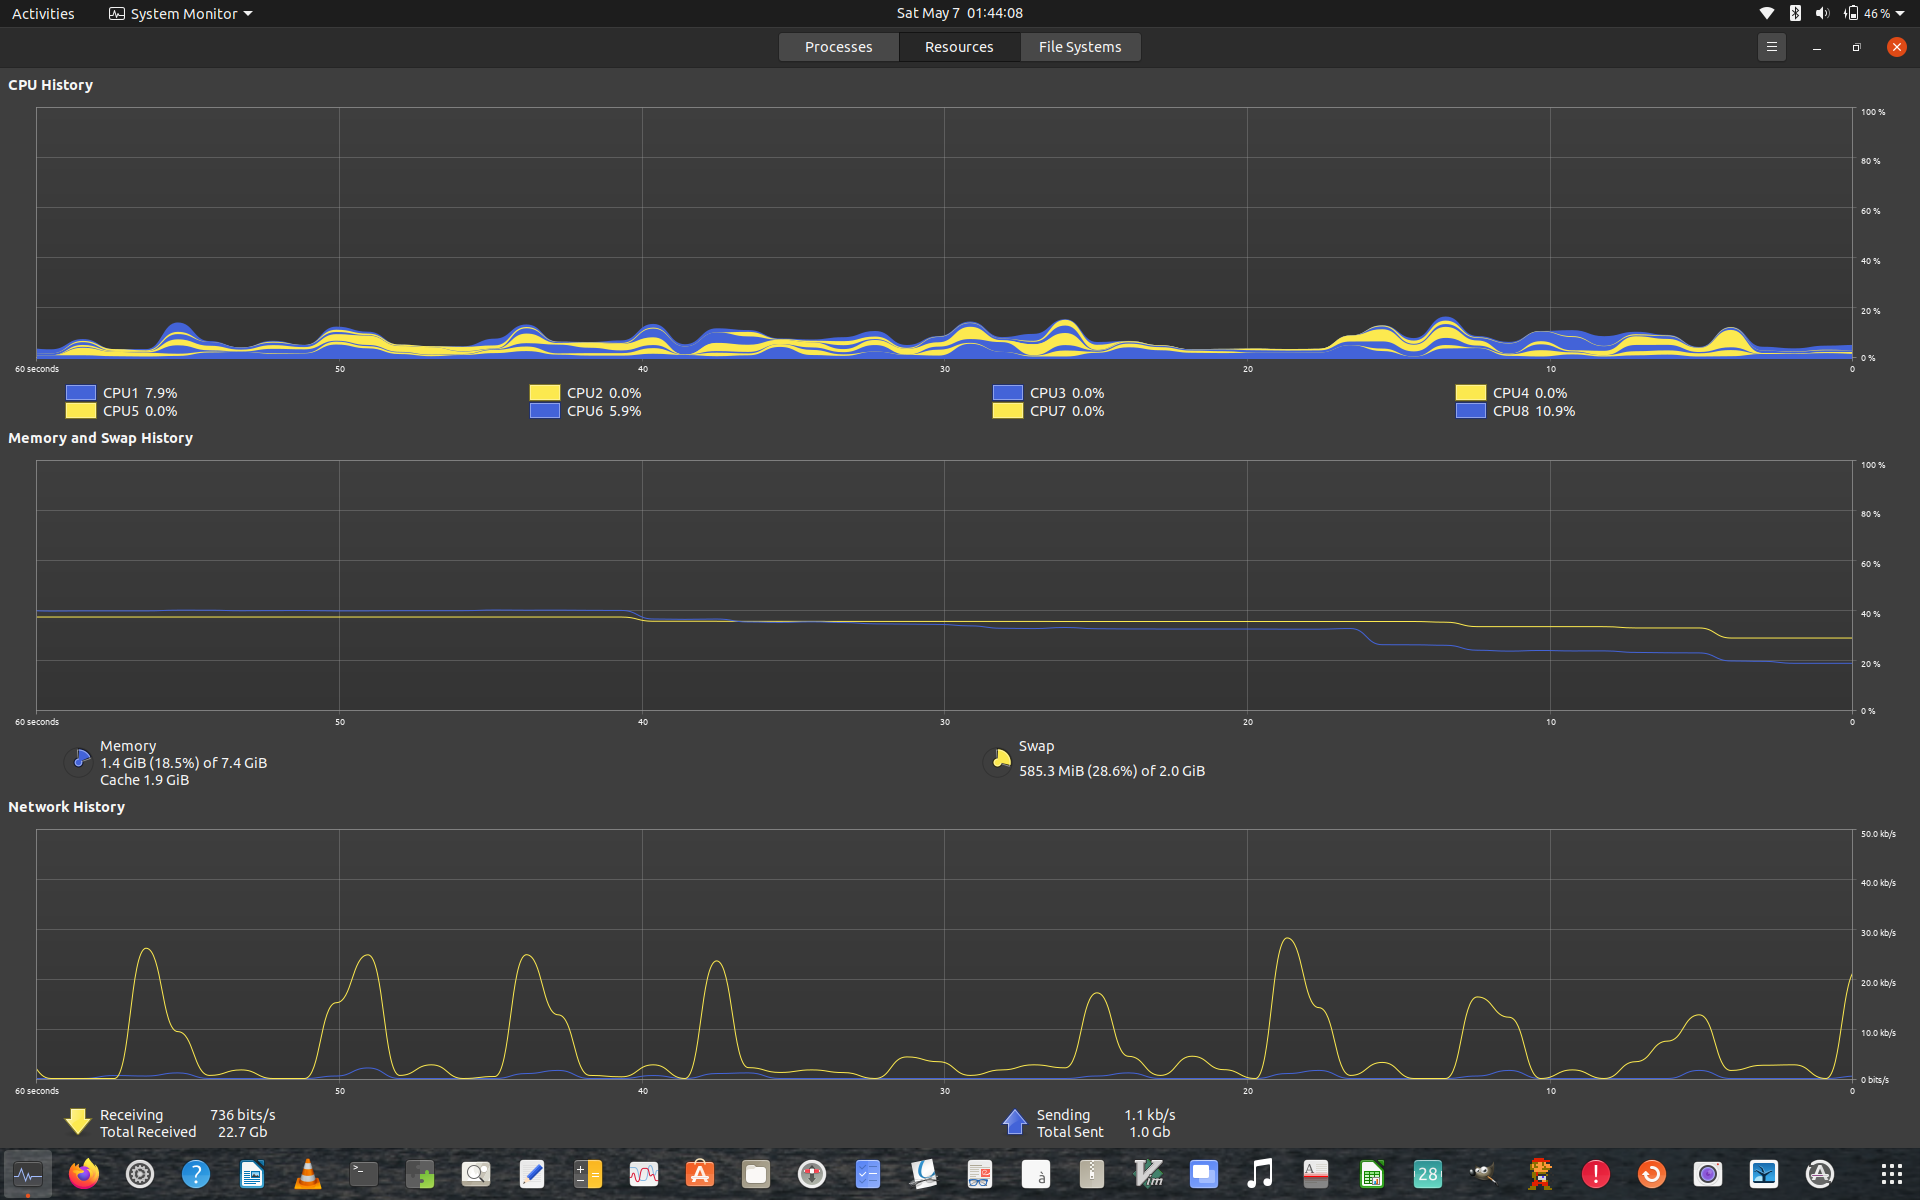 Activities
System Monitor
Sat May 7 01:44:08
46 %
Processes
Resources
File Systems
CPU History
100 %
80 %
60 %
40 %
20 %
0 %
60 seconds 50 40 30 20 10 0
CPU1 7.9% CPU2 0.0% CPU3 0.0% CPU4 0.0%
CPU5 0.0% CPU6 5.9% CPU7 0.0% CPU8 10.9%
Memory and Swap History
100 %
80 %
60 %
40 %
20 %
0 %
60 seconds 50 40 30 20 10 0
Memory
1.4 GiB (18.5%) of 7.4 GiB
Cache 1.9 GiB
Swap
585.3 MiB (28.6%) of 2.0 GiB
Network History
50.0 kb/s
40.0 kb/s
30.0 kb/s
20.0 kb/s
10.0 kb/s
0 bits/s
60 seconds 50 40 30 20 10 0
Receiving 736 bits/s
Total Received 22.7 Gb
Sending 1.1 kb/s
Total Sent 1.0 Gb
?
>_
à
Vim
A
28
!